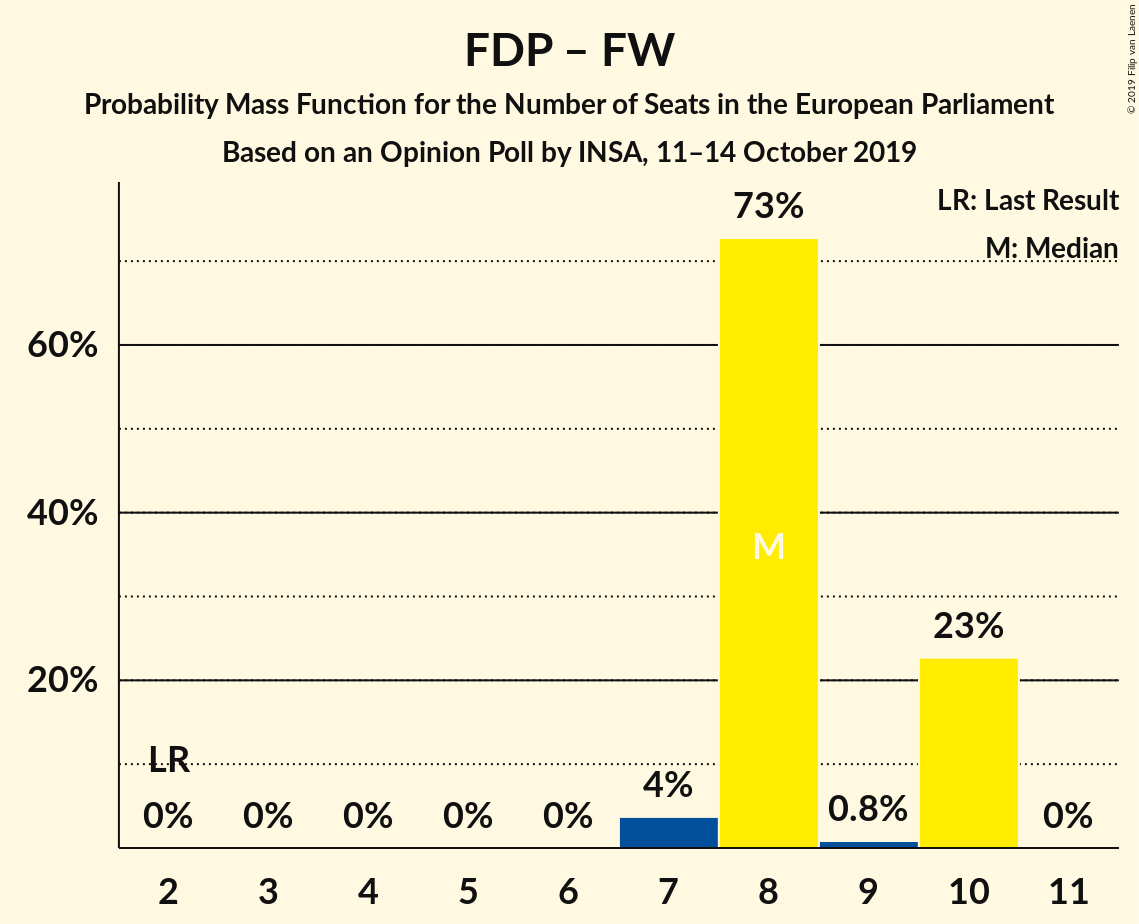 FDP – FW
Probability Mass Function for the Number of Seats in the European Parliament
Based on an Opinion Poll by INSA, 11–14 October 2019
© 2019 Filip van Laenen
LR: Last Result
M: Median
73%
60%
40%
M
23%
20%
LR
4%
0.8%
0% 0% 0% 0% 0% 0%
2 3 4 5 6 7 8 9 10 11